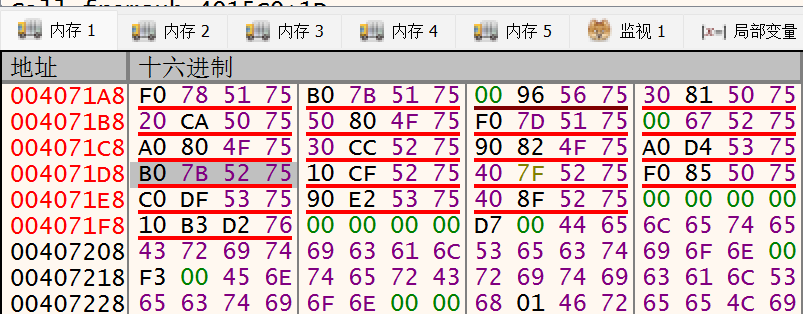 内存 1 内存 2 内存 3 内存 4 内存 5 监视 1 |x=| 局部变量
地址 十六进制
004071A8 F0 78 51 75 B0 7B 51 75 00 96 56 75 30 81 50 75
004071B8 20 CA 50 75 50 80 4F 75 F0 7D 51 75 00 67 52 75
004071C8 A0 80 4F 75 30 CC 52 75 90 82 4F 75 A0 D4 53 75
004071D8 B0 7B 52 75 10 CF 52 75 40 7F 52 75 F0 85 50 75
004071E8 C0 DF 53 75 90 E2 53 75 40 8F 52 75 00 00 00 00
004071F8 10 B3 D2 76 00 00 00 00 D7 00 44 65 6C 65 74 65
00407208 43 72 69 74 69 63 61 6C 53 65 63 74 69 6F 6E 00
00407218 F3 00 45 6E 74 65 72 43 72 69 74 69 63 61 6C 53
00407228 65 63 74 69 6F 6E 00 00 68 01 46 72 65 65 4C 69